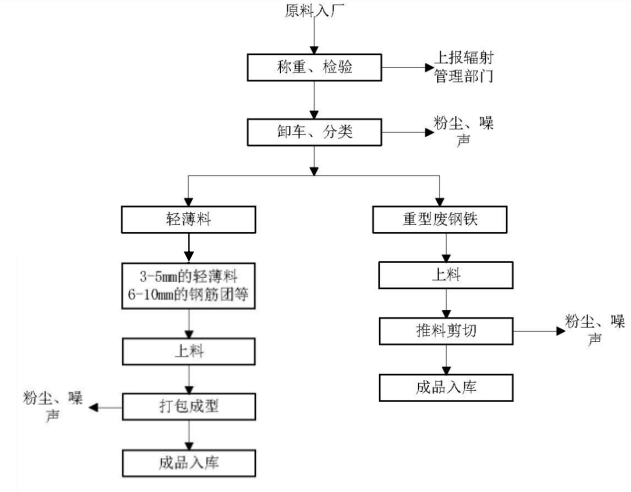 原料入厂
称重、检验
上报辐射
管理部门
卸车、分类
粉尘、噪
声
轻薄料
重型废钢铁
3-5mm的轻薄料
6-10mm的钢筋团等
上料
上料
推料剪切
粉尘、噪
声
打包成型
粉尘、噪
声
成品入库
成品入库